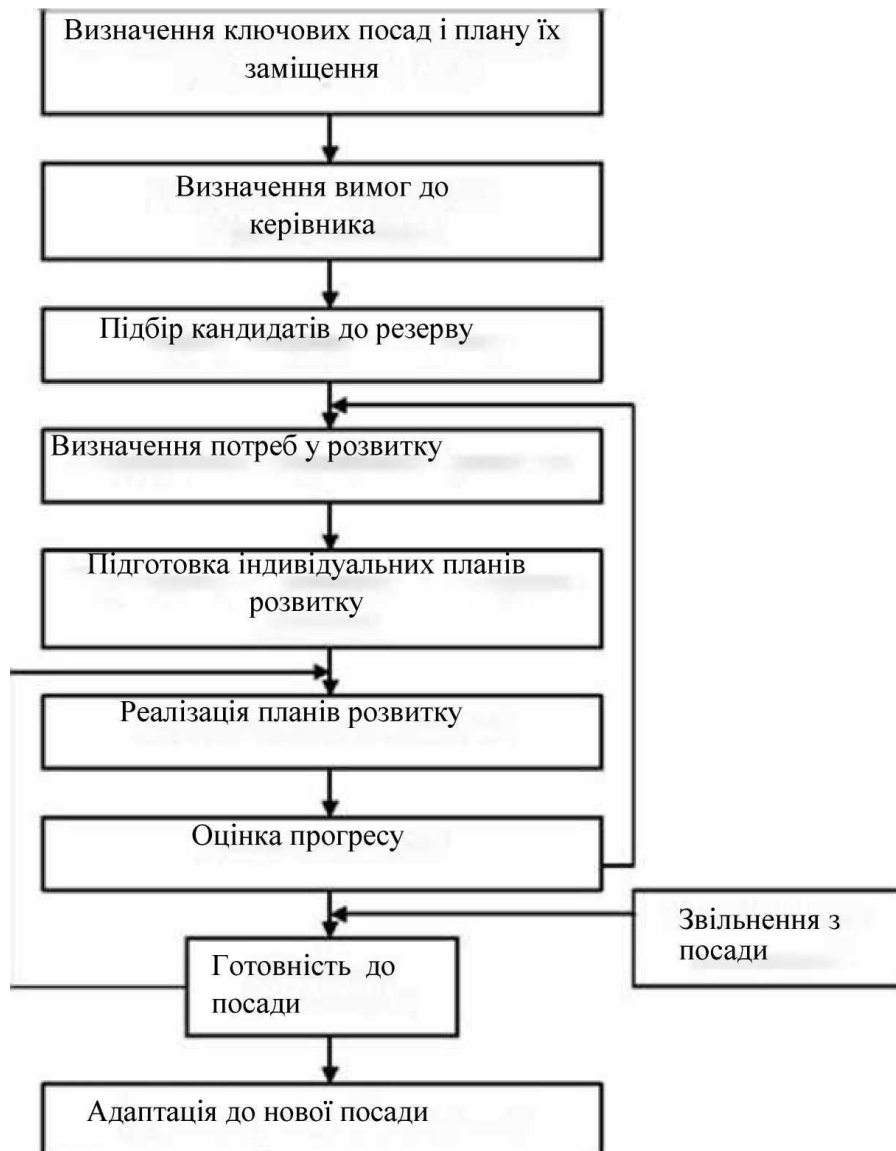 Визначення ключових посад і плану їх
заміщення
Визначення вимог до
керівника
Підбір кандидатів до резерву
Визначення потреб у розвитку
Підготовка індивідуальних планів
розвитку
Реалізація планів розвитку
Оцінка прогресу
Звільнення з
посади
Готовність до
посади
Адаптація до нової посади